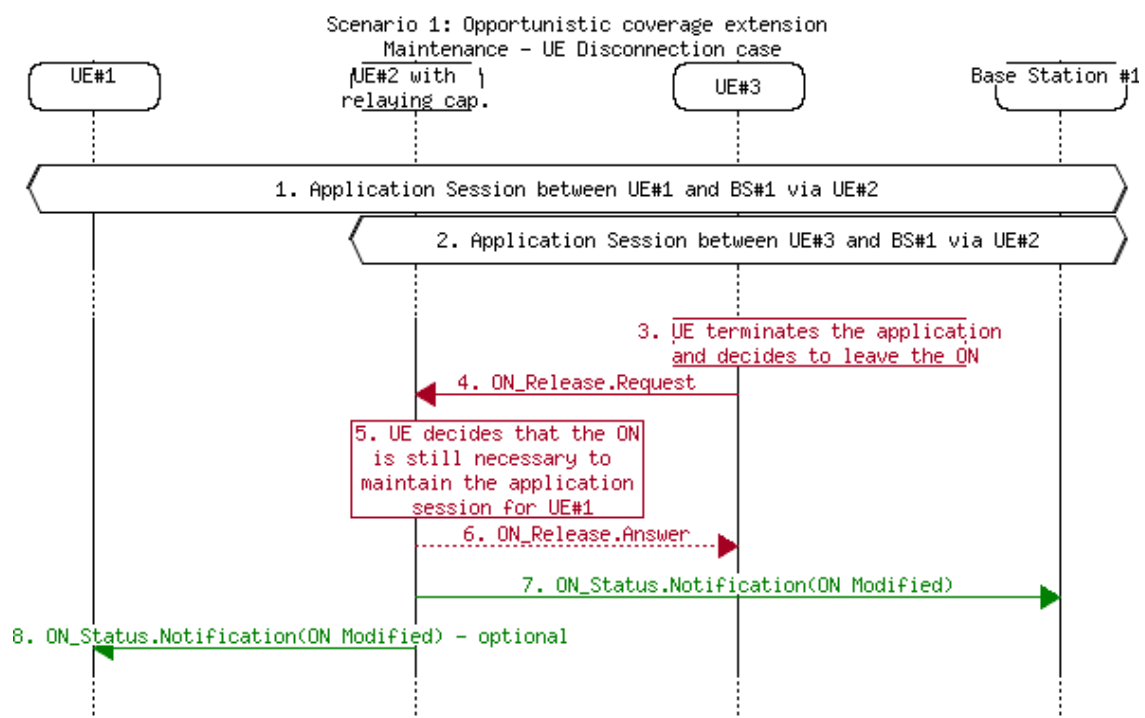 Scenario 1: Opportunistic coverage extension
Maintenance - UE Disconnection case
UE#1
UE#2 with
relaying cap.
UE#3
Base Station #1
1. Application Session between UE#1 and BS#1 via UE#2
2. Application Session between UE#3 and BS#1 via UE#2
3. UE terminates the application
and decides to leave the ON
4. ON_Release.Request
5. UE decides that the ON
is still necessary to
maintain the application
session for UE#1
6. ON_Release.Answer
7. ON_Status.Notification(ON Modified)
8. ON_Status.Notification(ON Modified) - optional